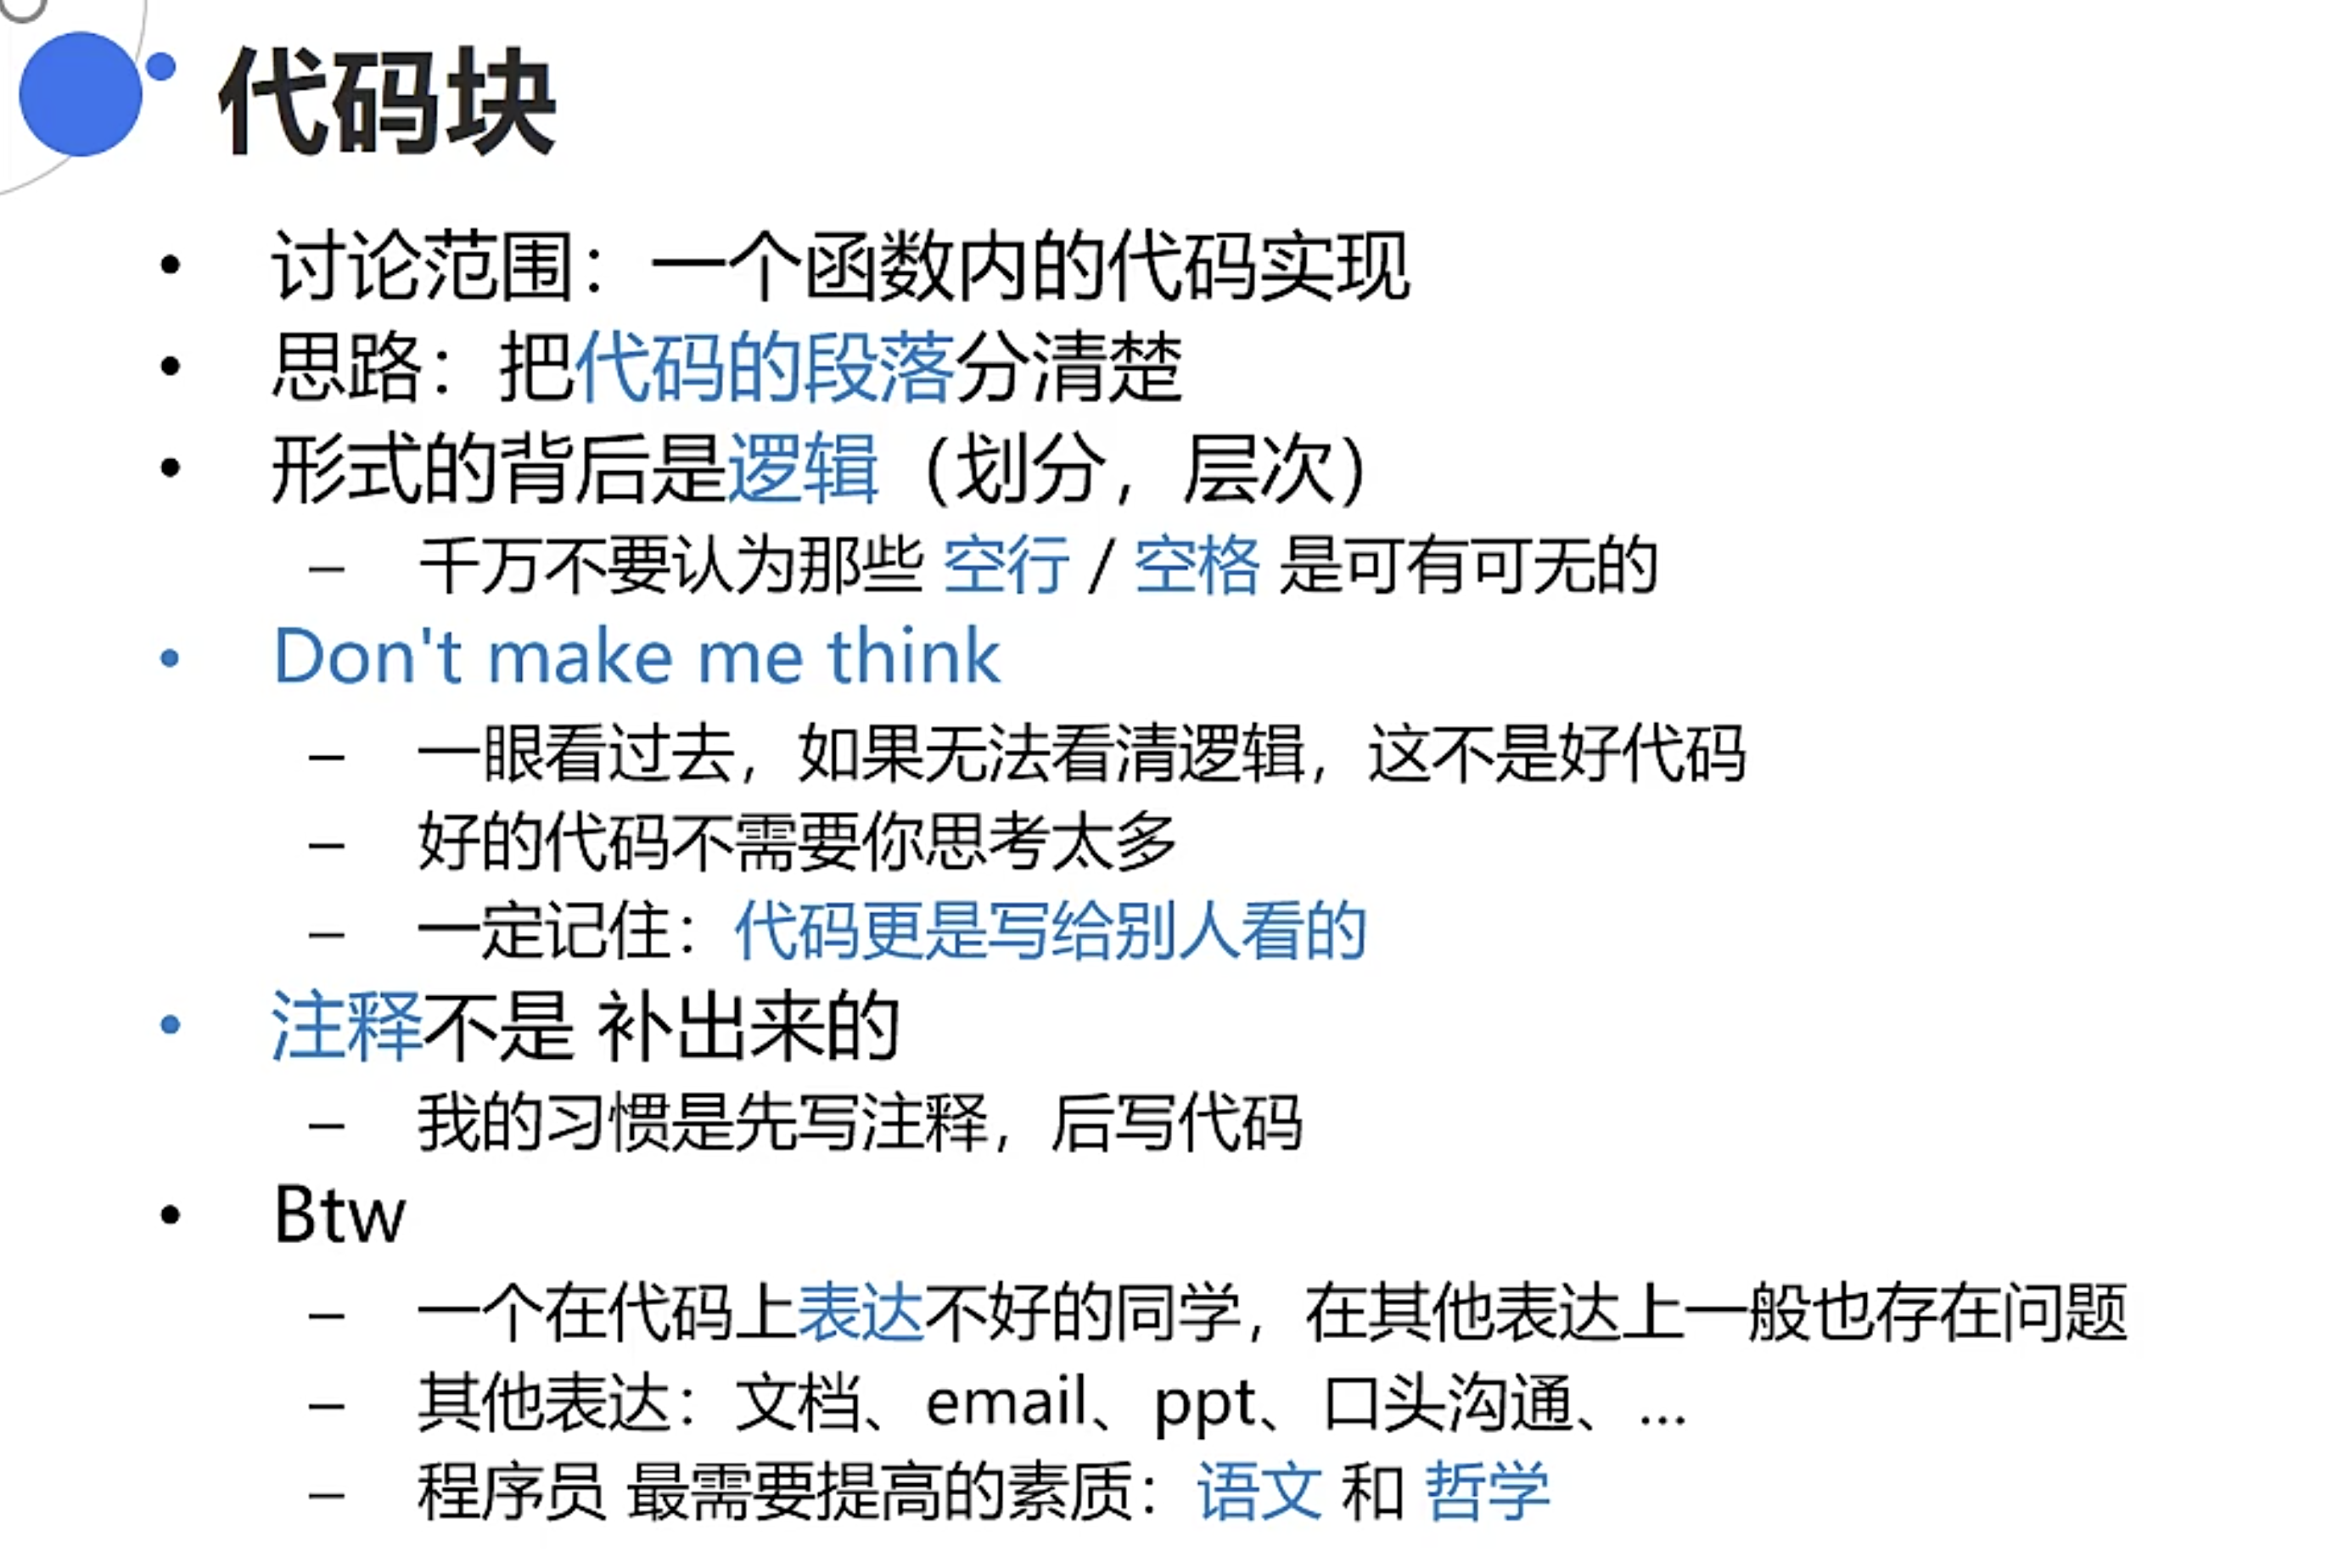 代码块
• 讨论范围：一个函数内的代码实现
• 思路：把代码的段落分清楚
• 形式的背后是逻辑（划分，层次）
– 千万不要认为那些 空行 / 空格 是可有可无的
• Don't make me think
– 一眼看过去，如果无法看清逻辑，这不是好代码
– 好的代码不需要你思考太多
– 一定记住：代码更是写给别人看的
• 注释不是 补出来的
– 我的习惯是先写注释，后写代码
• Btw
– 一个在代码上表达不好的同学，在其他表达上一般也存在问题
– 其他表达：文档、email、ppt、口头沟通、...
– 程序员 最需要提高的素质：语文 和 哲学